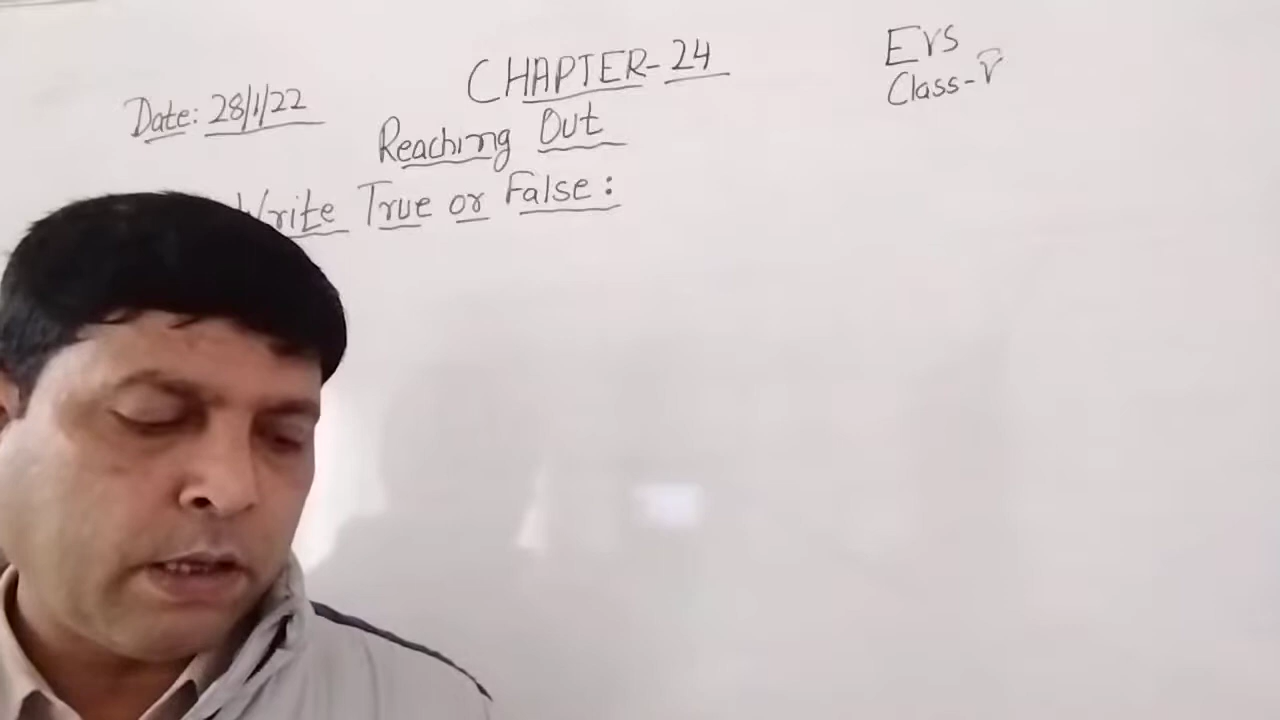 CHAPTER-24
EVS
Class-V
Date: 28/1/22
Reaching Out
Write True or False: